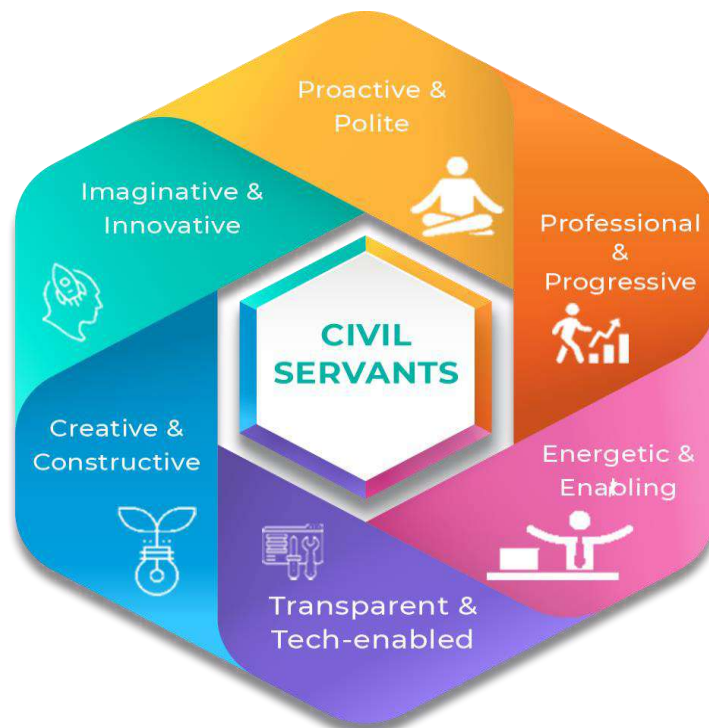 Proactive &
Polite
Professional
&
Progressive
Energetic &
Enabling
Transparent &
Tech-enabled
Creative &
Constructive
Imaginative &
Innovative
CIVIL
SERVANTS